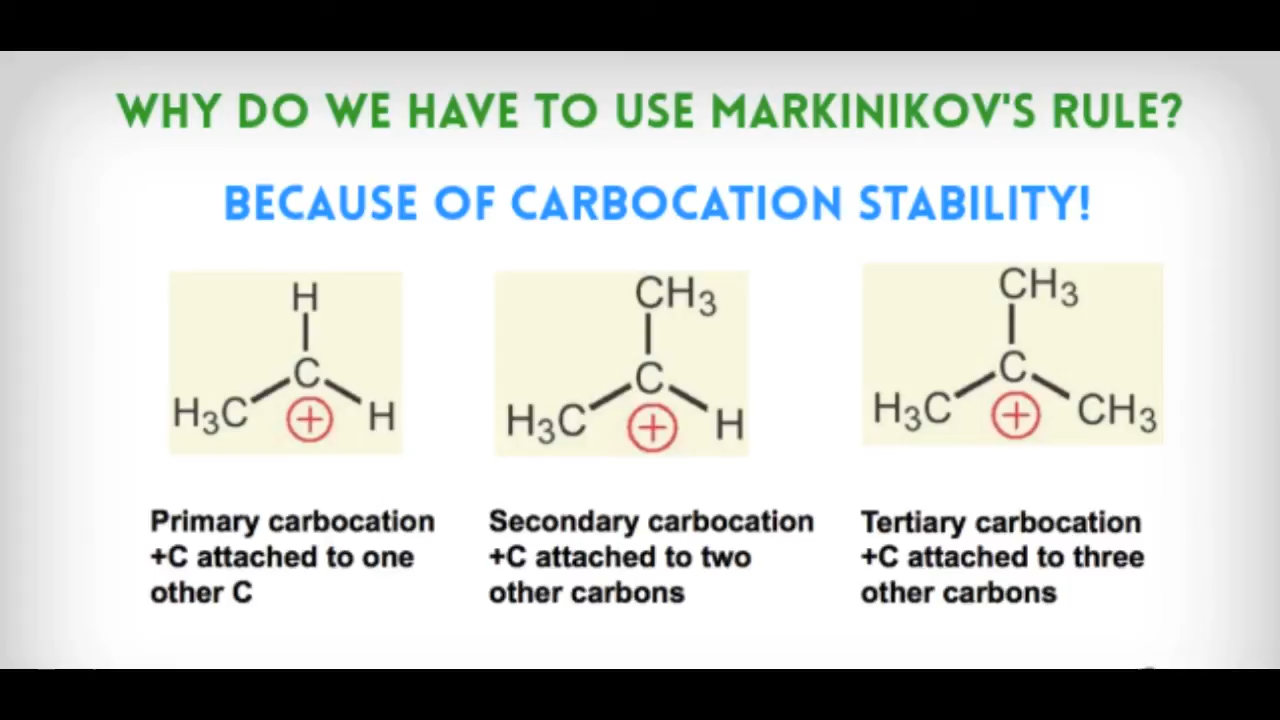 WHY DO WE HAVE TO USE MARKINIKOV'S RULE?
BECAUSE OF CARBOCATION STABILITY!
H
C
H3C
H
+
CH3
C
H3C
H
+
CH3
C
H3C
CH3
+
Primary carbocation
+C attached to one
other C
Secondary carbocation
+C attached to two
other carbons
Tertiary carbocation
+C attached to three
other carbons